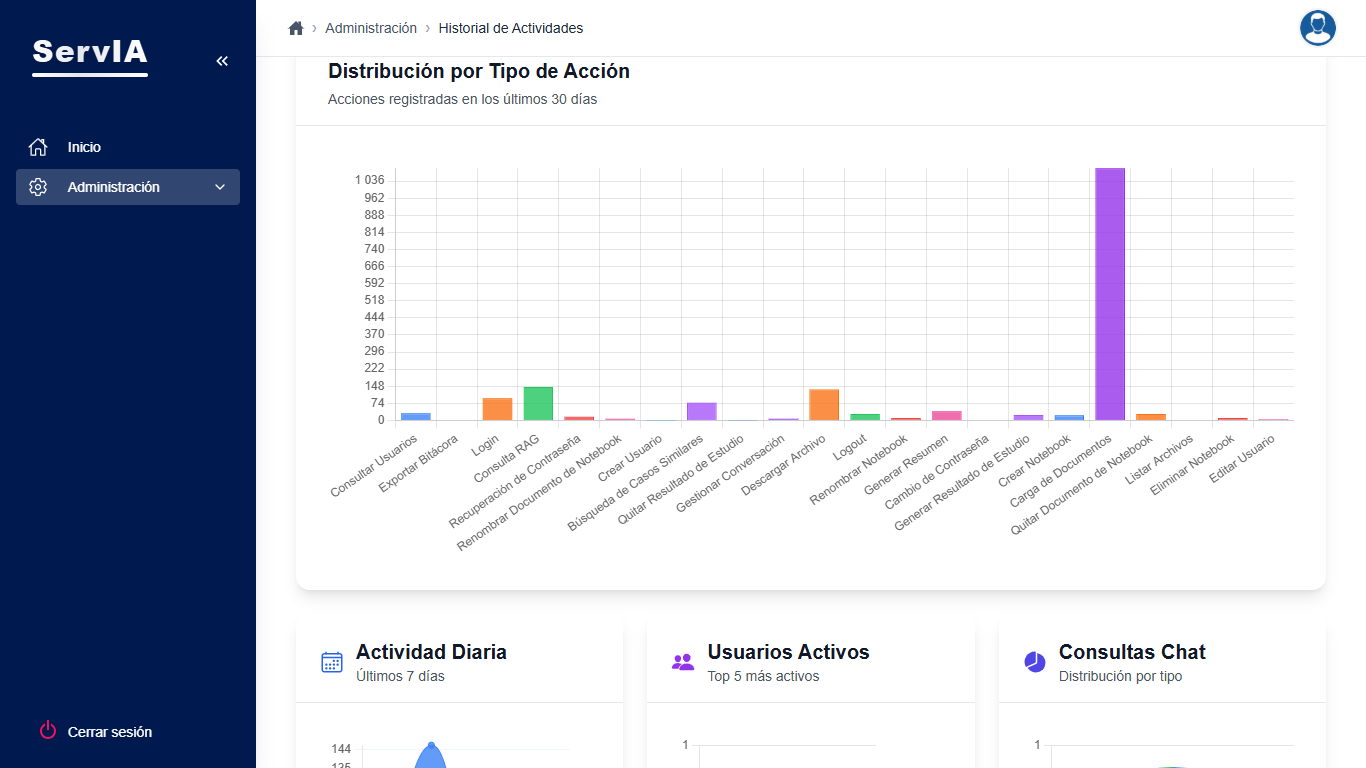 ServIA
«
Inicio
Administración
Cerrar sesión
› Administración › Historial de Actividades
Distribución por Tipo de Acción
Acciones registradas en los últimos 30 días
1 036
962
888
814
740
666
592
518
444
370
296
222
148
74
0
Consultar Usuarios
Exportar Bitácora
Login
Consulta RAG
Recuperación de Contraseña
Renombrar Documento de Notebook
Crear Usuario
Búsqueda de Casos Similares
Quitar Resultado de Estudio
Gestionar Conversación
Descargar Archivo
Logout
Renombrar Notebook
Generar Resumen
Cambio de Contraseña
Generar Resultado de Estudio
Crear Notebook
Carga de Documentos
Quitar Documento de Notebook
Listar Archivos
Eliminar Notebook
Editar Usuario
Actividad Diaria
Últimos 7 días
144
135
Usuarios Activos
Top 5 más activos
1
Consultas Chat
Distribución por tipo
1